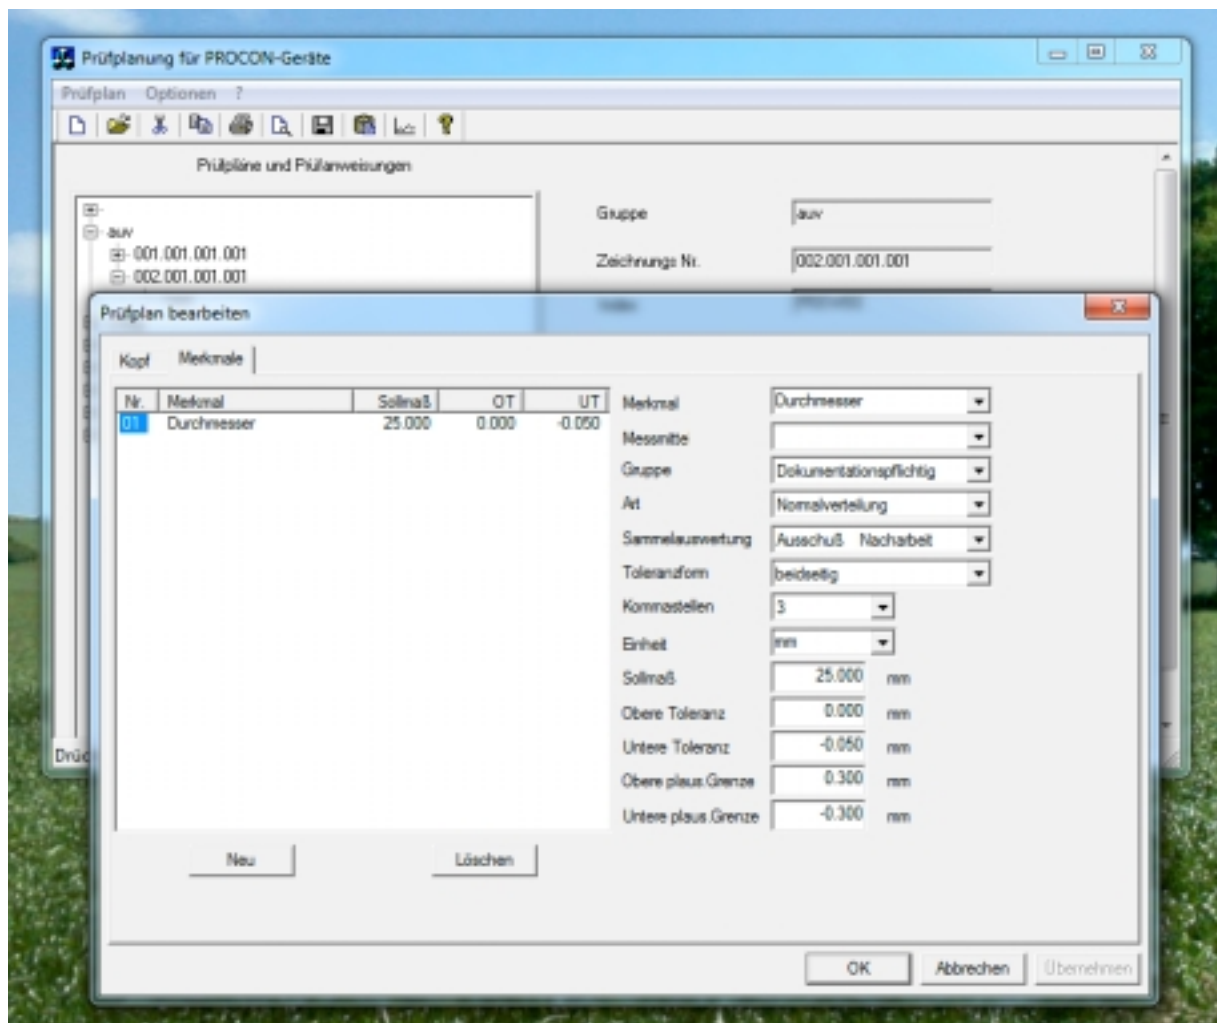 Prüfplanung für PROCON-Geräte
Prüfplan Optionen ?
Prüfpläne und Prüfanweisungen
auv
001.001.001.001
002.001.001.001
Gruppe auv
Zeichnungs Nr. 002.001.001.001
Index
Prüfplan bearbeiten
Kopf Merkmale
Nr. Merkmal Sollmaß OT UT
01 Durchmesser 25.000 0.000 -0.050
Merkmal Durchmesser
Messmittel
Gruppe Dokumentationspflichtig
Art Normalverteilung
Sammelauswertung Ausschuß Nacharbeit
Toleranzform beidseitig
Kommastellen 3
Einheit mm
Sollmaß 25.000 mm
Obere Toleranz 0.000 mm
Untere Toleranz -0.050 mm
Obere plaus.Grenze 0.300 mm
Untere plaus.Grenze -0.300 mm
Drüc
Neu Löschen
OK Abbrechen Übernehmen